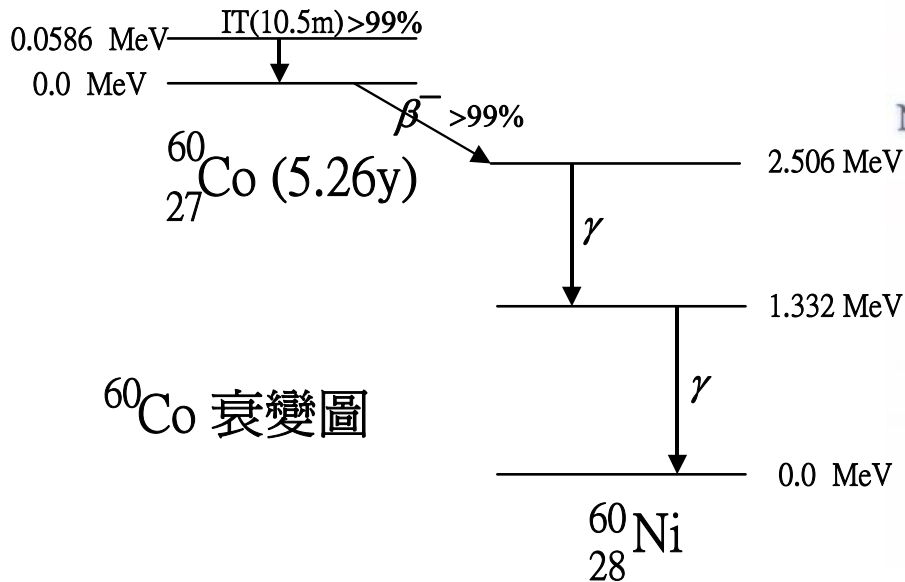 IT(10.5m)>99%
0.0586 MeV
0.0 MeV
β⁻ >99%
⁶⁰₂₇Co (5.26y)
2.506 MeV
γ
1.332 MeV
γ
⁶⁰Co 衰變圖
0.0 MeV
⁶⁰₂₈Ni